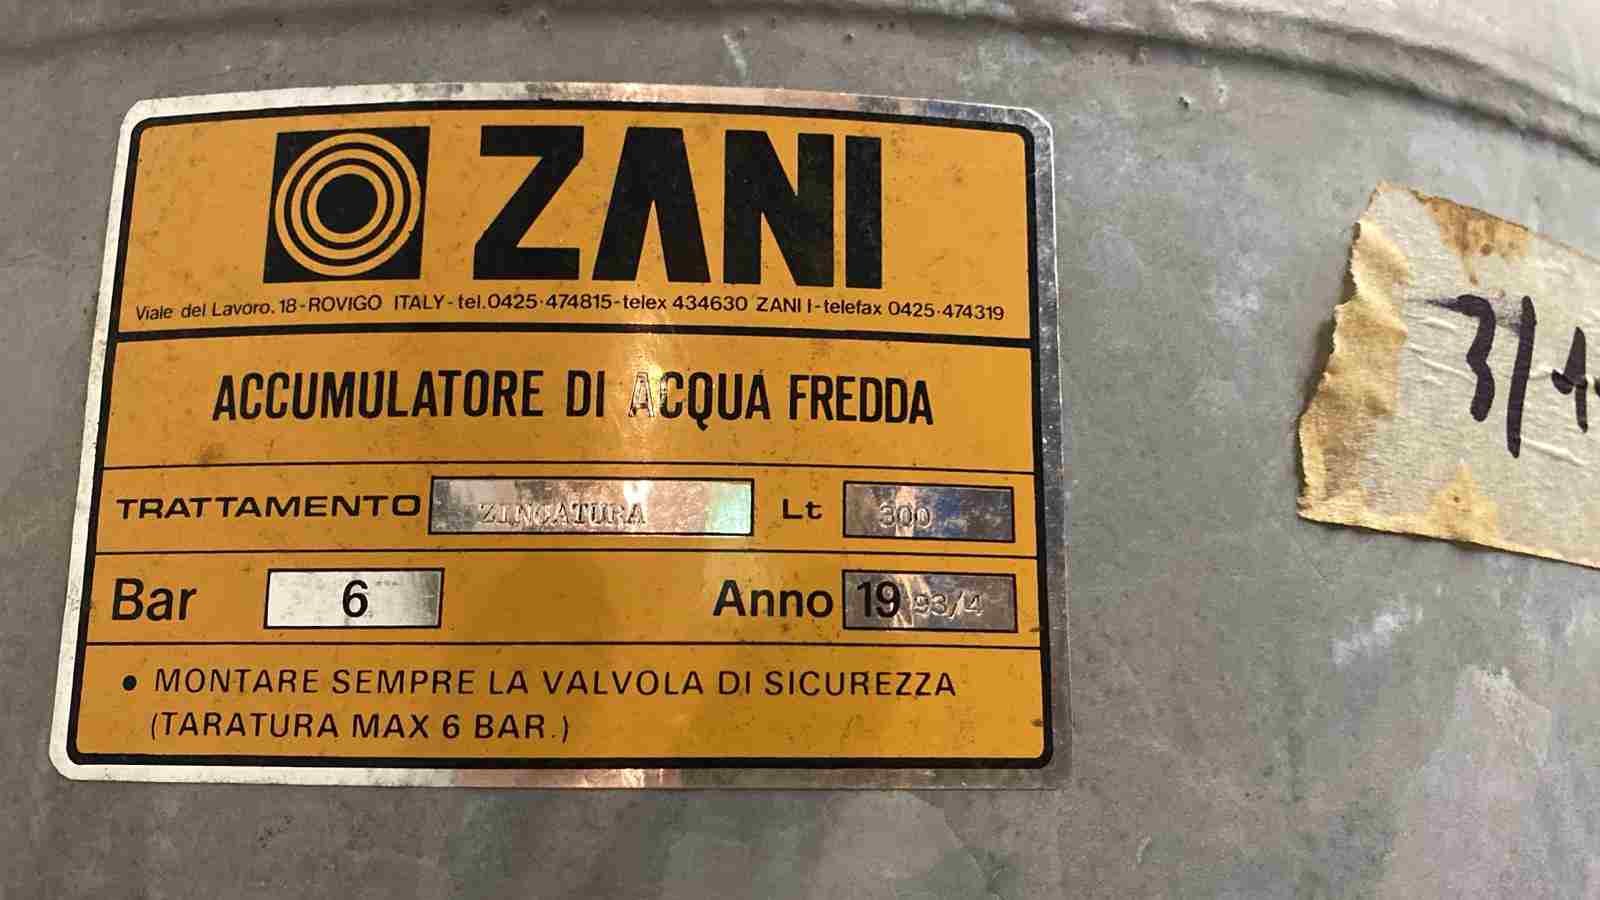 ZANI
Viale del Lavoro, 18-ROVIGO ITALY-tel.0425·474815-telex 434630 ZANI I-telefax 0425·474319
ACCUMULATORE DI ACQUA FREDDA
TRATTAMENTO ZINCATURA Lt 300
Bar 6 Anno 1993/4
• MONTARE SEMPRE LA VALVOLA DI SICUREZZA
(TARATURA MAX 6 BAR.)